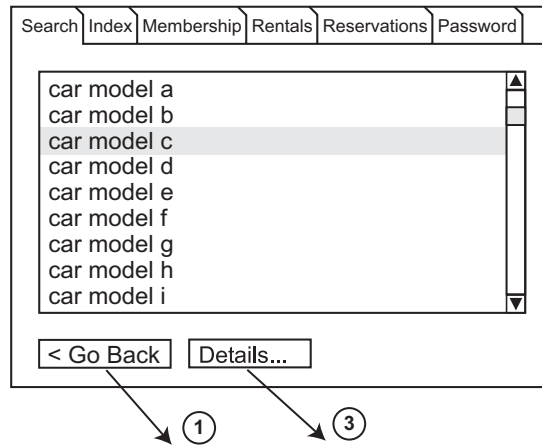 Search Index Membership Rentals Reservations Password
car model a
car model b
car model c
car model d
car model e
car model f
car model g
car model h
car model i
< Go Back Details...
1 3